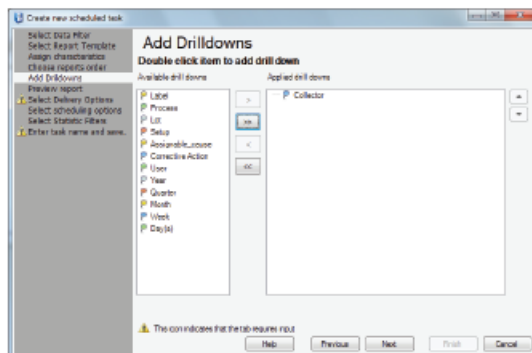 Create new scheduled task
Select Data Filter
Select Report Template
Assign characteristics
Choose reports order
Add Drilldowns
Preview report
Select Delivery Options
Select scheduling options
Select Statistic Filters
Enter task name and save.
Add Drilldowns
Double click item to add drill down
Available drill downs
Label
Process
Lot
Setup
Assignable_cause
Corrective Action
User
Year
Quarter
Month
Week
Day(s)
>
>>
<
<<
Applied drill downs
Collector
This icon indicates that the tab requires input
Help Previous Next Finish Cancel